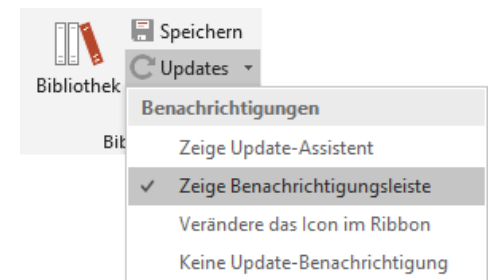 Speichern
Updates
Bibliothek
Bib
Benachrichtigungen
Zeige Update-Assistent
Zeige Benachrichtigungsleiste
Verändere das Icon im Ribbon
Keine Update-Benachrichtigung